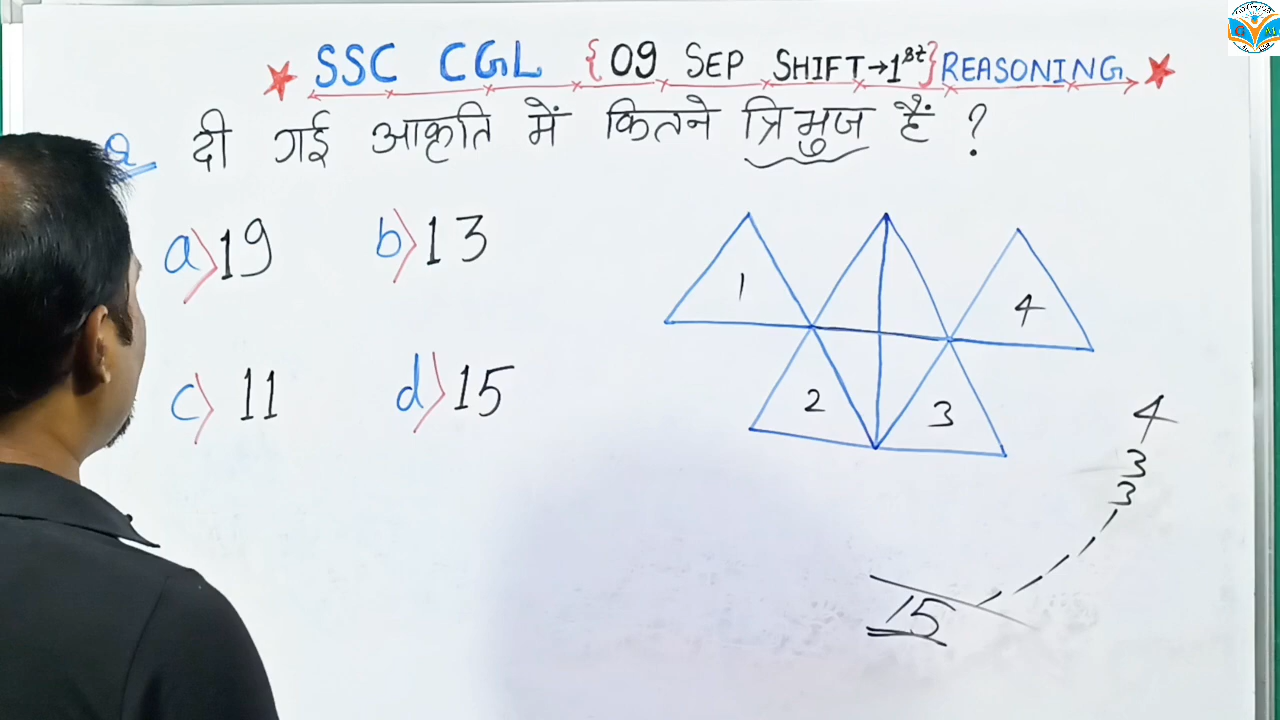 SSC CGL {09 SEP SHIFT→1st} REASONING
Q दी गई आकृति में कितने त्रिभुज हैं ?
a) 19 b) 13
c) 11 d) 15
1 4
2 3
4
3
3
15